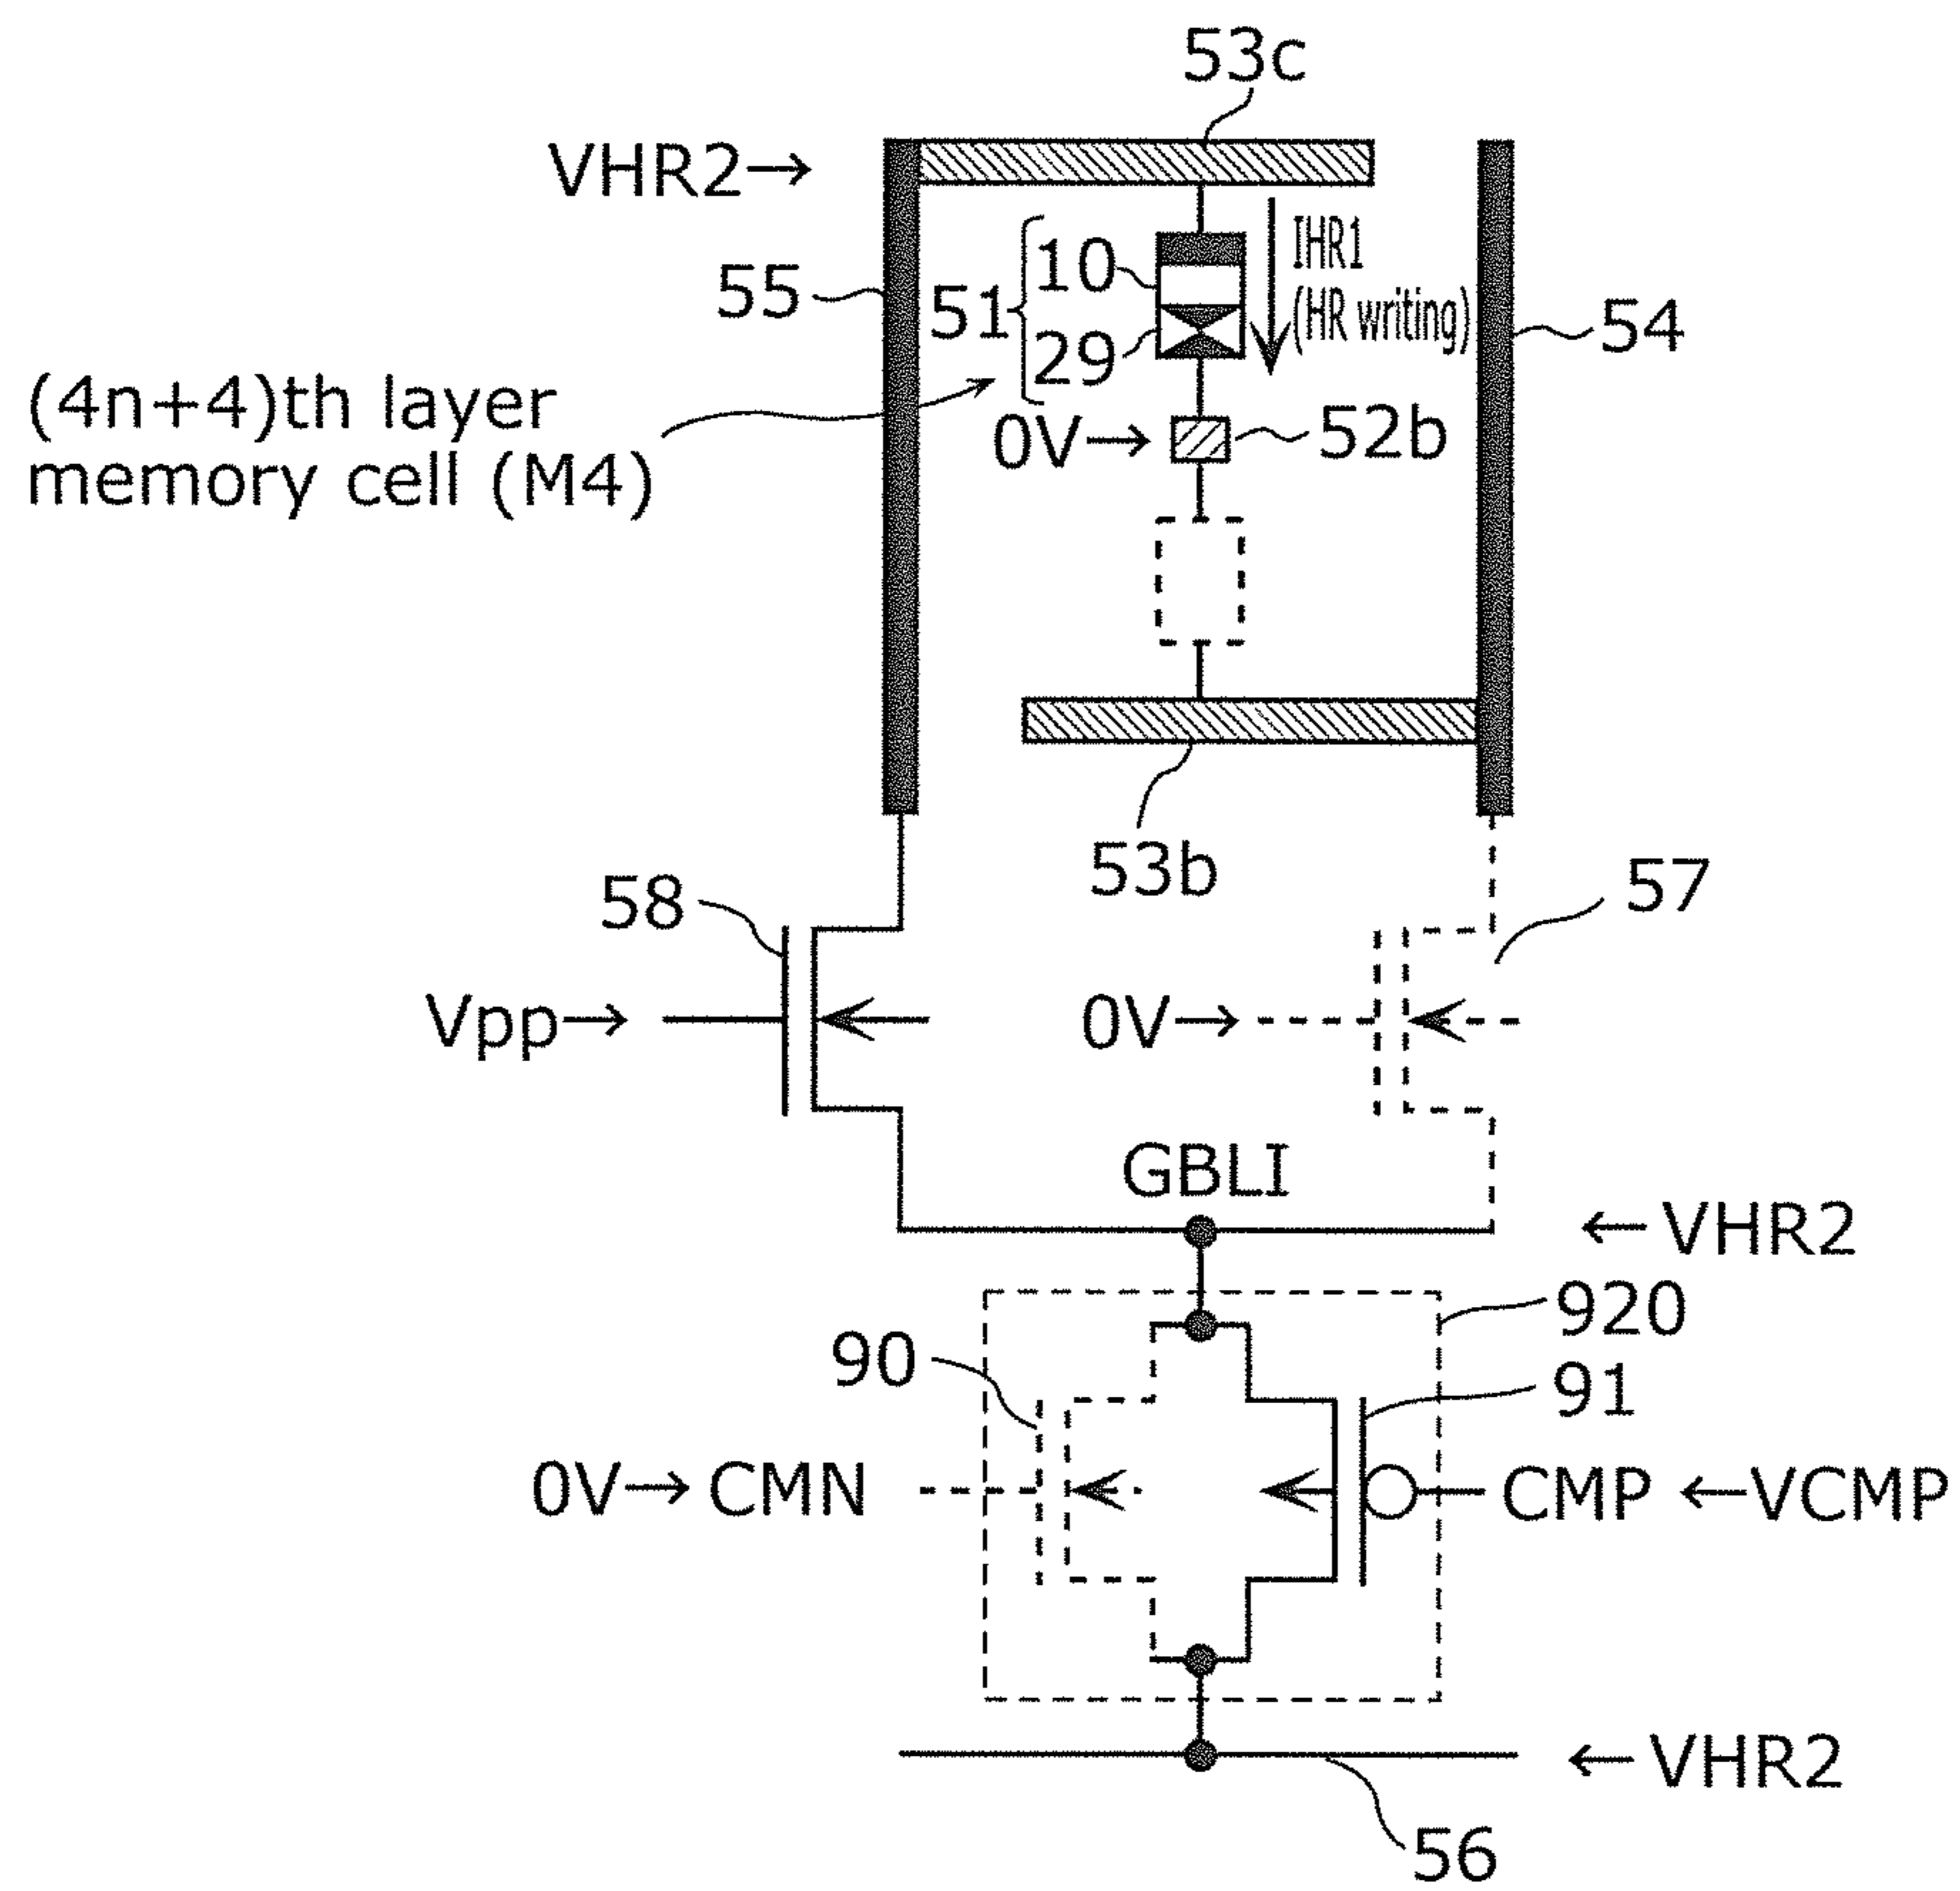 53c
VHR2→
55
51
10
29
IHR1
(HR writing)
54
(4n+4)th layer
memory cell (M4)
0V→
52b
53b
58
57
Vpp→
0V→
GBLI
←VHR2
920
90
91
0V→CMN
CMP←VCMP
←VHR2
56